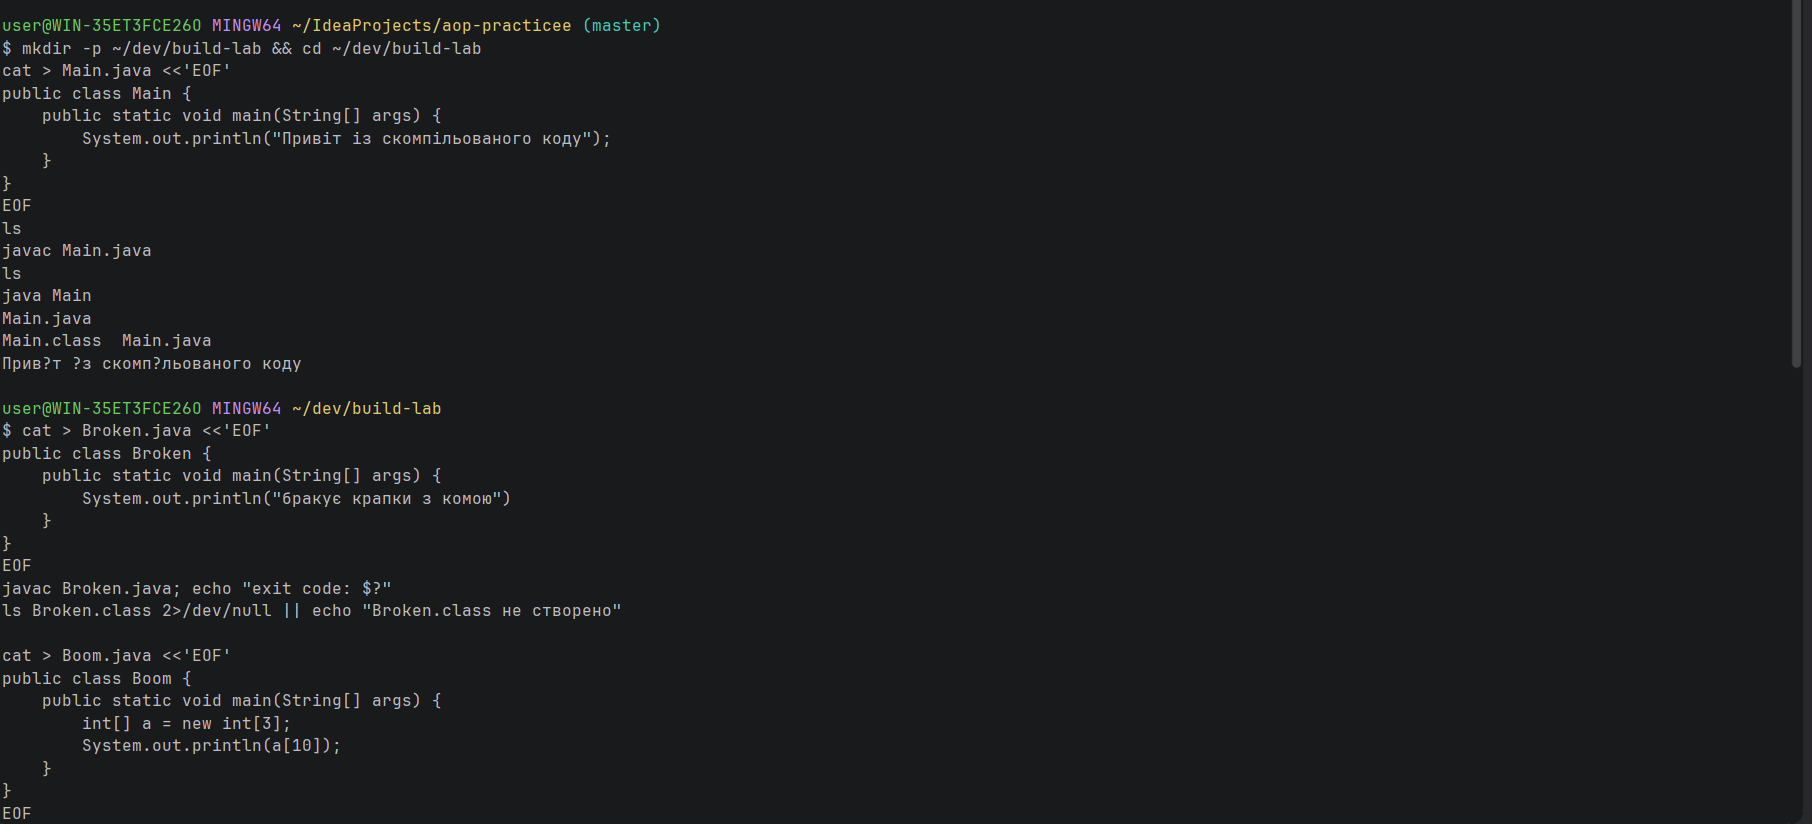 user@WIN-35ET3FCE26O MINGW64 ~/IdeaProjects/aop-practicee (master)
$ mkdir -p ~/dev/build-lab && cd ~/dev/build-lab
cat > Main.java <<'EOF'
public class Main {
    public static void main(String[] args) {
        System.out.println("Привіт із скомпільованого коду");
    }
}
EOF
ls
javac Main.java
ls
java Main
Main.java
Main.class  Main.java
Прив?т ?з скомп?льованого коду

user@WIN-35ET3FCE26O MINGW64 ~/dev/build-lab
$ cat > Broken.java <<'EOF'
public class Broken {
    public static void main(String[] args) {
        System.out.println("бракує крапки з комою")
    }
}
EOF
javac Broken.java; echo "exit code: $?"
ls Broken.class 2>/dev/null || echo "Broken.class не створено"

cat > Boom.java <<'EOF'
public class Boom {
    public static void main(String[] args) {
        int[] a = new int[3];
        System.out.println(a[10]);
    }
}
EOF